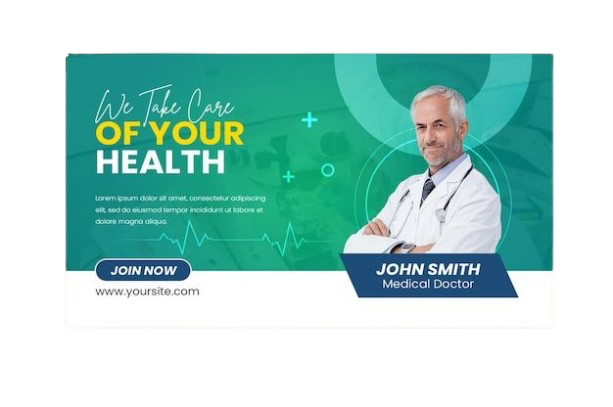 We Take Care
OF YOUR
HEALTH
Lorem ipsum dolor sit amet, consectetur adipiscing
elit, sed do eiusmod tempor incididunt ut labore et
dolore magna aliqua.
JOIN NOW
www.yoursite.com
JOHN SMITH
Medical Doctor